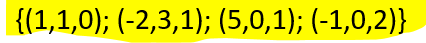 {(1,1,0); (-2,3,1); (5,0,1); (-1,0,2)}